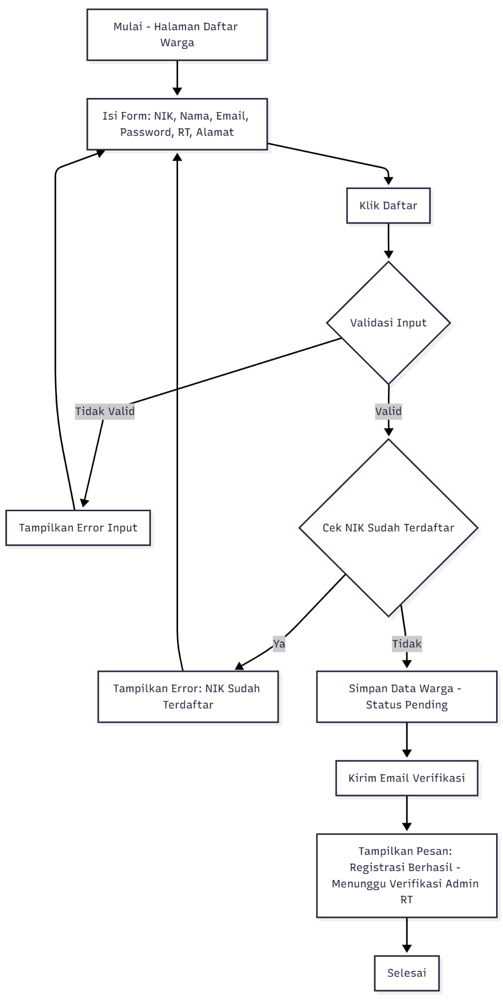 Mulai - Halaman Daftar
Warga
Isi Form: NIK, Nama, Email,
Password, RT, Alamat
Klik Daftar
Validasi Input
Tidak Valid
Valid
Tampilkan Error Input
Cek NIK Sudah Terdaftar
Ya
Tidak
Tampilkan Error: NIK Sudah
Terdaftar
Simpan Data Warga -
Status Pending
Kirim Email Verifikasi
Tampilkan Pesan:
Registrasi Berhasil -
Menunggu Verifikasi Admin
RT
Selesai